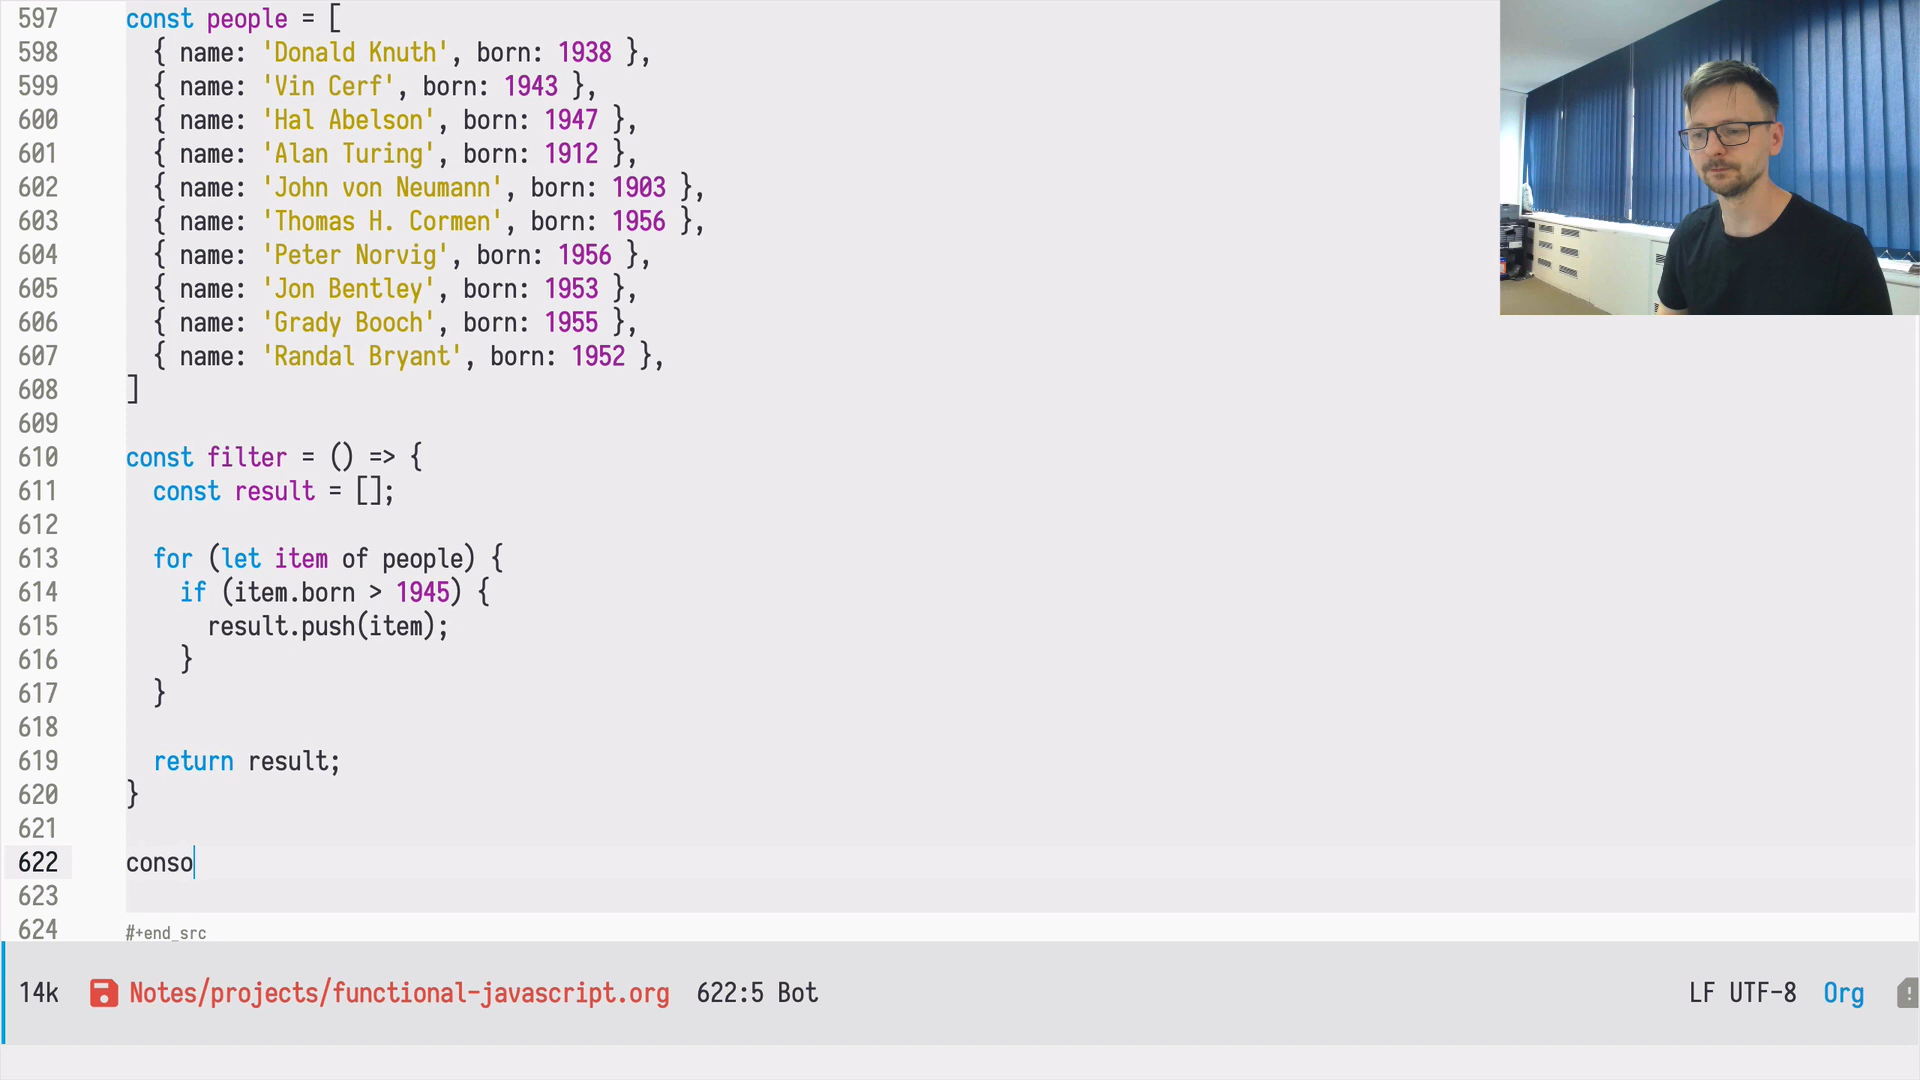 597 const people = [
598 { name: 'Donald Knuth', born: 1938 },
599 { name: 'Vin Cerf', born: 1943 },
600 { name: 'Hal Abelson', born: 1947 },
601 { name: 'Alan Turing', born: 1912 },
602 { name: 'John von Neumann', born: 1903 },
603 { name: 'Thomas H. Cormen', born: 1956 },
604 { name: 'Peter Norvig', born: 1956 },
605 { name: 'Jon Bentley', born: 1953 },
606 { name: 'Grady Booch', born: 1955 },
607 { name: 'Randal Bryant', born: 1952 },
608 ]
609
610 const filter = () => {
611 const result = [];
612
613 for (let item of people) {
614 if (item.born > 1945) {
615 result.push(item);
616 }
617 }
618
619 return result;
620 }
621
622 conso
623
624 #+end_src
14k Notes/projects/functional-javascript.org 622:5 Bot LF UTF-8 Org